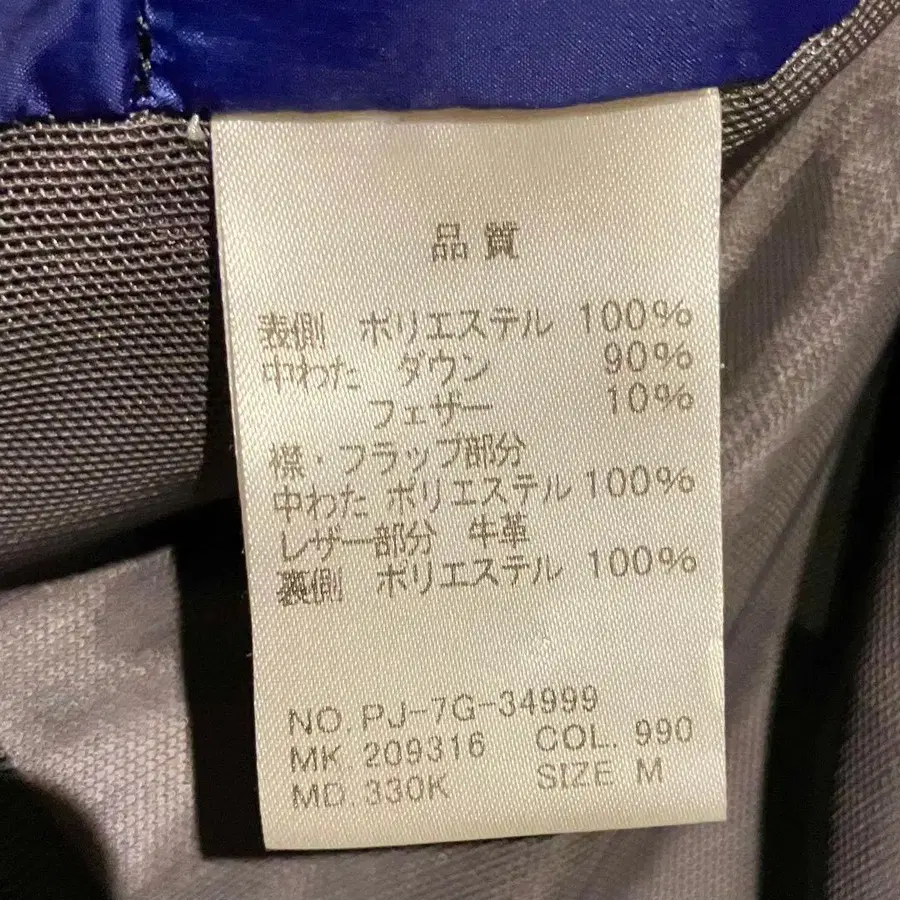 品質
表側 ポリエステル 100%
中わた ダウン 90%
フェザー 10%
襟・フラップ部分
中わた ポリエステル 100%
レザー部分 牛革
裏側 ポリエステル 100%
NO. PJ-7G-34999
MK. 209316 COL. 990
MD. 330K SIZE M